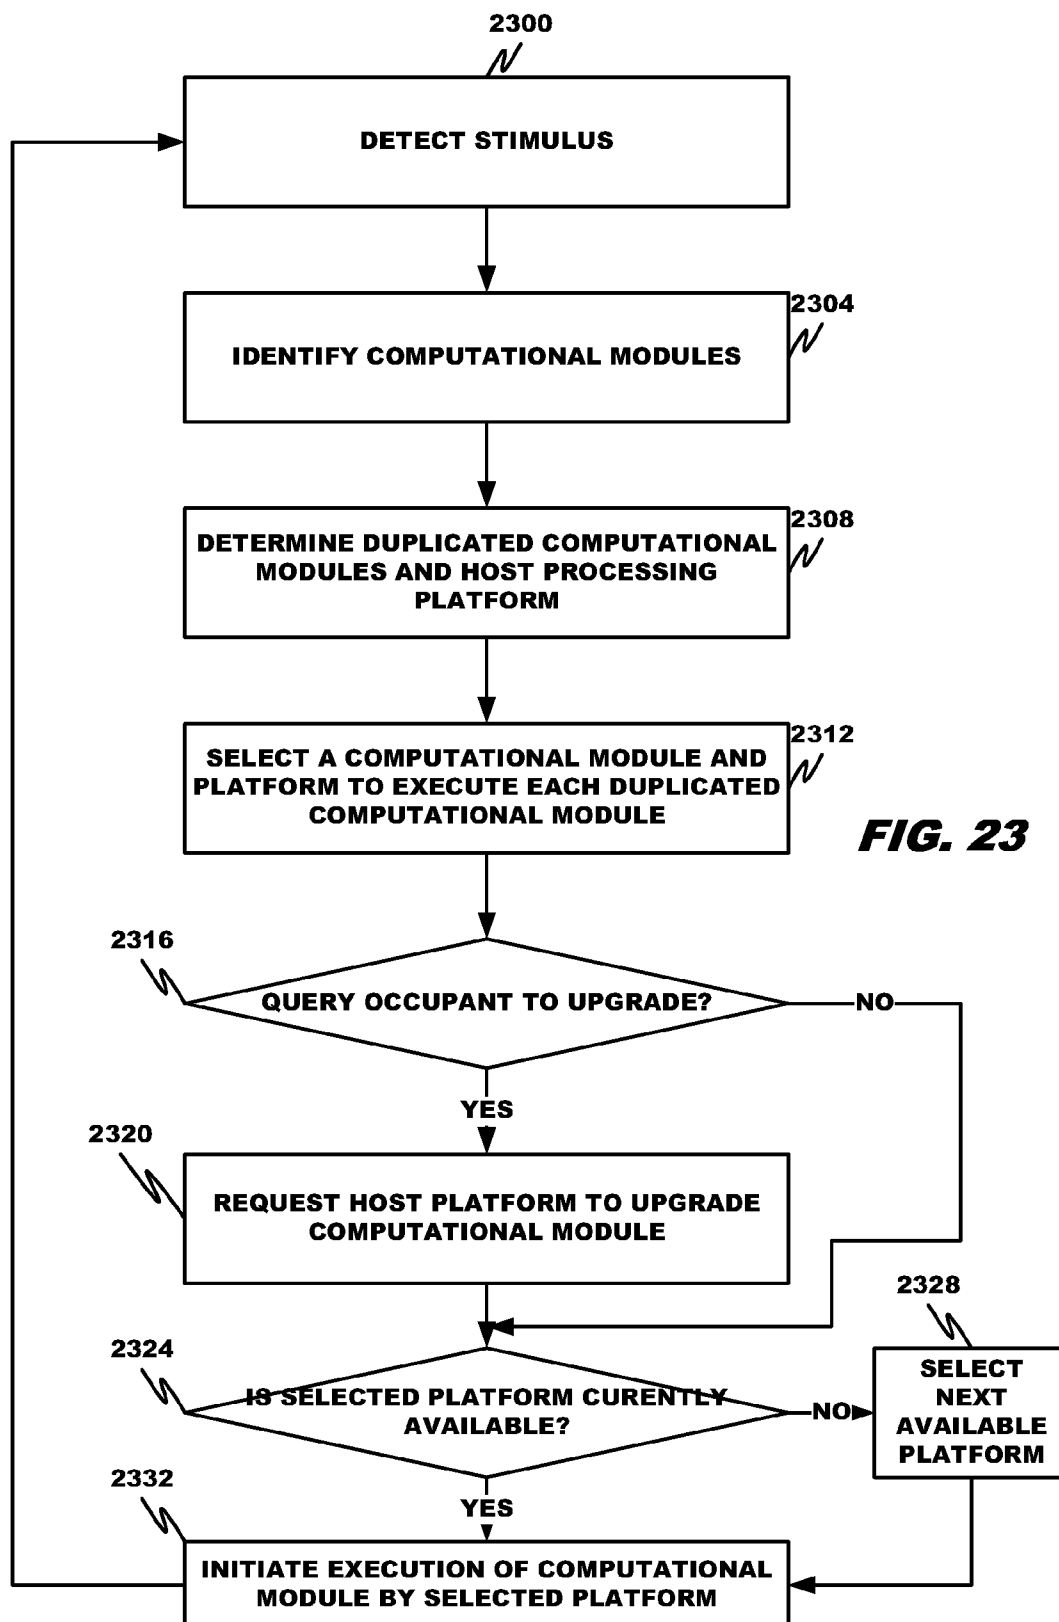 2300
DETECT STIMULUS
2304
IDENTIFY COMPUTATIONAL MODULES
2308
DETERMINE DUPLICATED COMPUTATIONAL
MODULES AND HOST PROCESSING
PLATFORM
2312
SELECT A COMPUTATIONAL MODULE AND
PLATFORM TO EXECUTE EACH DUPLICATED
COMPUTATIONAL MODULE
FIG. 23
2316
QUERY OCCUPANT TO UPGRADE?
NO
YES
2320
REQUEST HOST PLATFORM TO UPGRADE
COMPUTATIONAL MODULE
2324
IS SELECTED PLATFORM CURENTLY
AVAILABLE?
NO
2328
SELECT
NEXT
AVAILABLE
PLATFORM
YES
2332
INITIATE EXECUTION OF COMPUTATIONAL
MODULE BY SELECTED PLATFORM